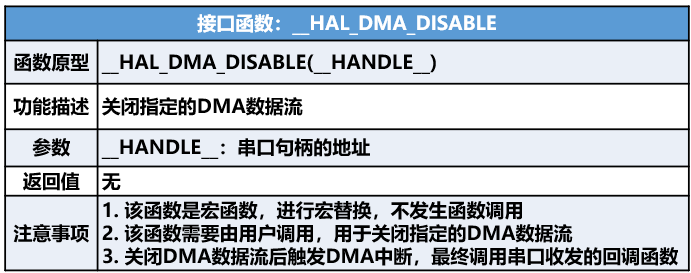 接口函数：__HAL_DMA_DISABLE
函数原型 __HAL_DMA_DISABLE(__HANDLE__)
功能描述 关闭指定的DMA数据流
参数 __HANDLE__：串口句柄的地址
返回值 无
注意事项
1. 该函数是宏函数，进行宏替换，不发生函数调用
2. 该函数需要由用户调用，用于关闭指定的DMA数据流
3. 关闭DMA数据流后触发DMA中断，最终调用串口收发的回调函数